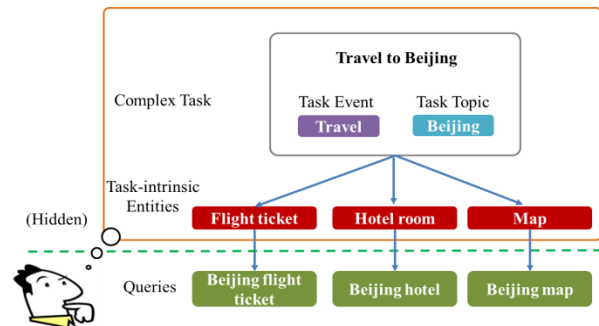 Travel to Beijing
Complex Task
Task Event
Task Topic
Travel
Beijing
Task-intrinsic
Entities
(Hidden)
Flight ticket
Hotel room
Map
Queries
Beijing flight
ticket
Beijing hotel
Beijing map